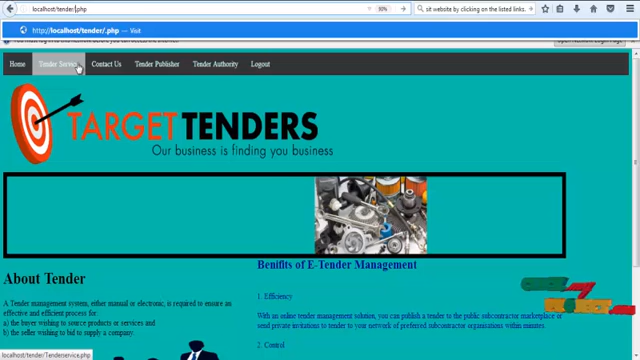 localhost/tender/.php
80%
sit website by clicking on the listed links.
http://localhost/tender/.php — Visit
Home Tender Service Contact Us Tender Publisher Tender Authority Logout
TARGETTENDERS
Our business is finding you business
Benifits of E-Tender Management
About Tender
1. Efficiency
A Tender management system, either manual or electronic, is required to ensure an
effective and efficient process for:
a) the buyer wishing to source products or services and
b) the seller wishing to bid to supply a company.
With an online tender management solution, you can publish a tender to the public subcontractor marketplace or
send private invitations to tender to your network of preferred subcontractor organisations within minutes.
2. Control
localhost/tender/Tenderservice.php